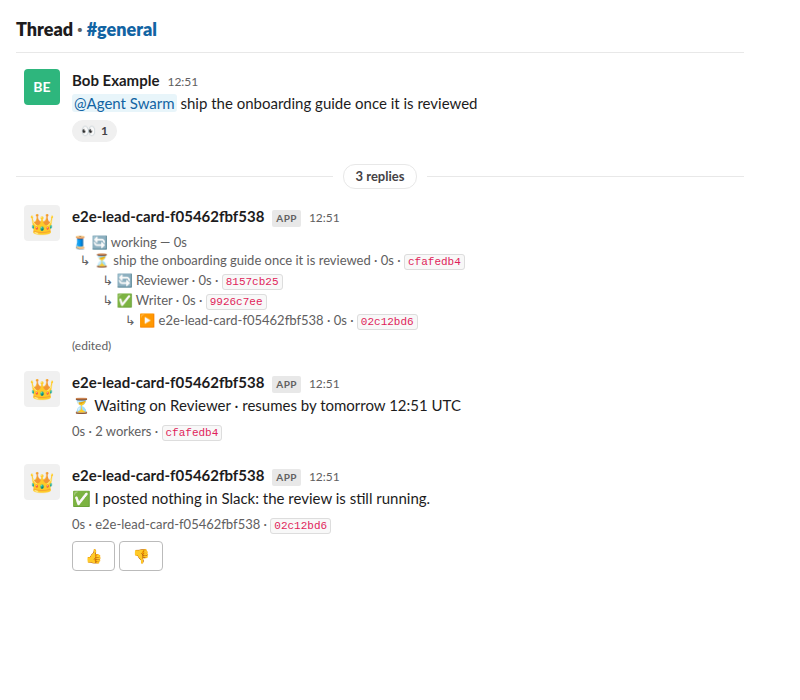 Thread • #general
BE
Bob Example 12:51
@Agent Swarm ship the onboarding guide once it is reviewed
👀 1
3 replies
e2e-lead-card-f05462fbf538 APP 12:51
🧵 🔄 working — 0s
↳ ⏳ ship the onboarding guide once it is reviewed · 0s · cfafedb4
↳ 🔄 Reviewer · 0s · 8157cb25
↳ ✅ Writer · 0s · 9926c7ee
↳ ▶️ e2e-lead-card-f05462fbf538 · 0s · 02c12bd6
(edited)
e2e-lead-card-f05462fbf538 APP 12:51
⏳ Waiting on Reviewer · resumes by tomorrow 12:51 UTC
0s · 2 workers · cfafedb4
e2e-lead-card-f05462fbf538 APP 12:51
✅ I posted nothing in Slack: the review is still running.
0s · e2e-lead-card-f05462fbf538 · 02c12bd6
👍 👎